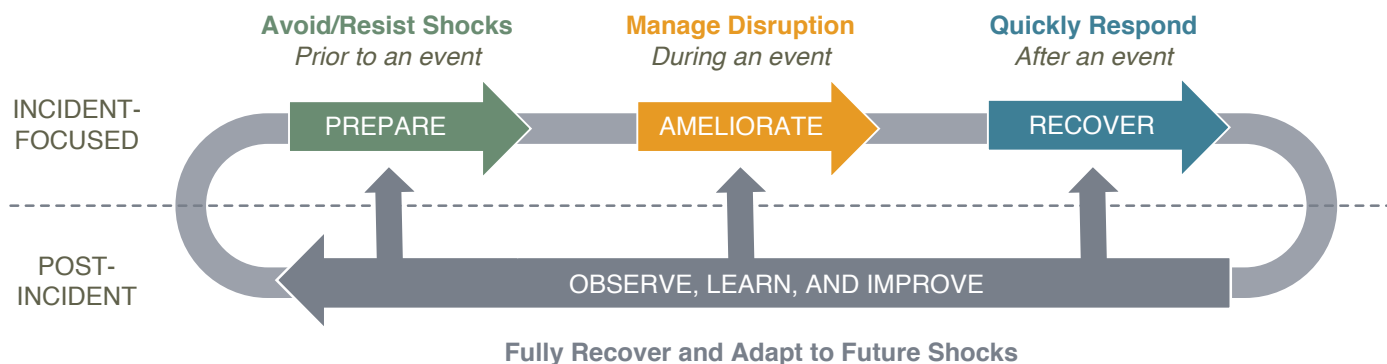 Avoid/Resist Shocks
Prior to an event
Manage Disruption
During an event
Quickly Respond
After an event
INCIDENT-
FOCUSED
PREPARE
AMELIORATE
RECOVER
POST-
INCIDENT
OBSERVE, LEARN, AND IMPROVE
Fully Recover and Adapt to Future Shocks